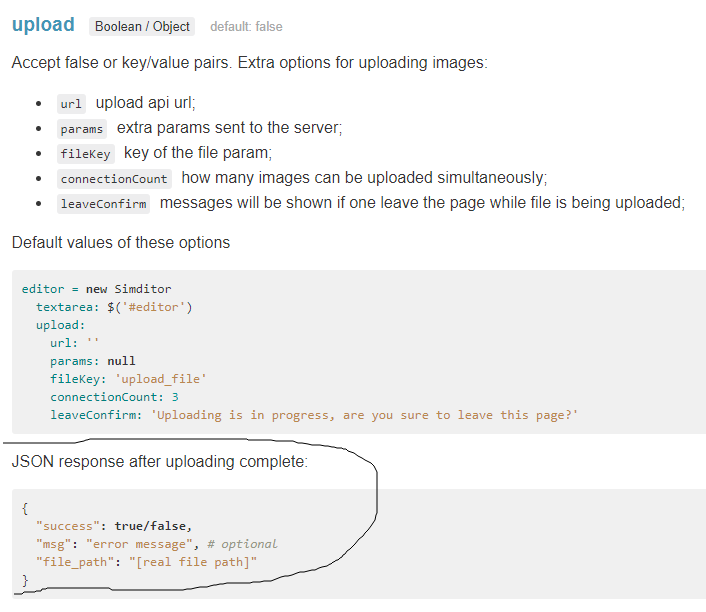 upload Boolean / Object default: false
Accept false or key/value pairs. Extra options for uploading images:
• url upload api url;
• params extra params sent to the server;
• fileKey key of the file param;
• connectionCount how many images can be uploaded simultaneously;
• leaveConfirm messages will be shown if one leave the page while file is being uploaded;
Default values of these options
editor = new Simditor
  textarea: $('#editor')
  upload:
    url: ''
    params: null
    fileKey: 'upload_file'
    connectionCount: 3
    leaveConfirm: 'Uploading is in progress, are you sure to leave this page?'
JSON response after uploading complete:
{
  "success": true/false,
  "msg": "error message", # optional
  "file_path": "[real file path]"
}